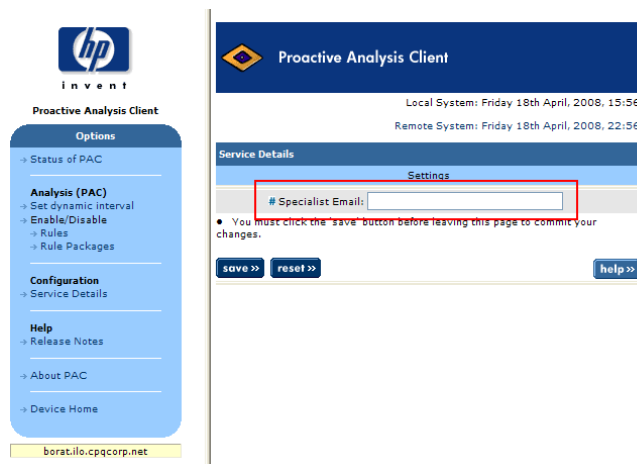 hp
invent
Proactive Analysis Client
Options
→ Status of PAC
Analysis (PAC)
→ Set dynamic interval
→ Enable/Disable
→ Rules
→ Rule Packages
Configuration
→ Service Details
Help
→ Release Notes
→ About PAC
→ Device Home
borat.ilo.cpqcorp.net
Proactive Analysis Client
Local System: Friday 18th April, 2008, 15:56
Remote System: Friday 18th April, 2008, 22:56
Service Details
Settings
# Specialist Email:
• You must click the 'save' button before leaving this page to commit your
changes.
save »
reset »
help »